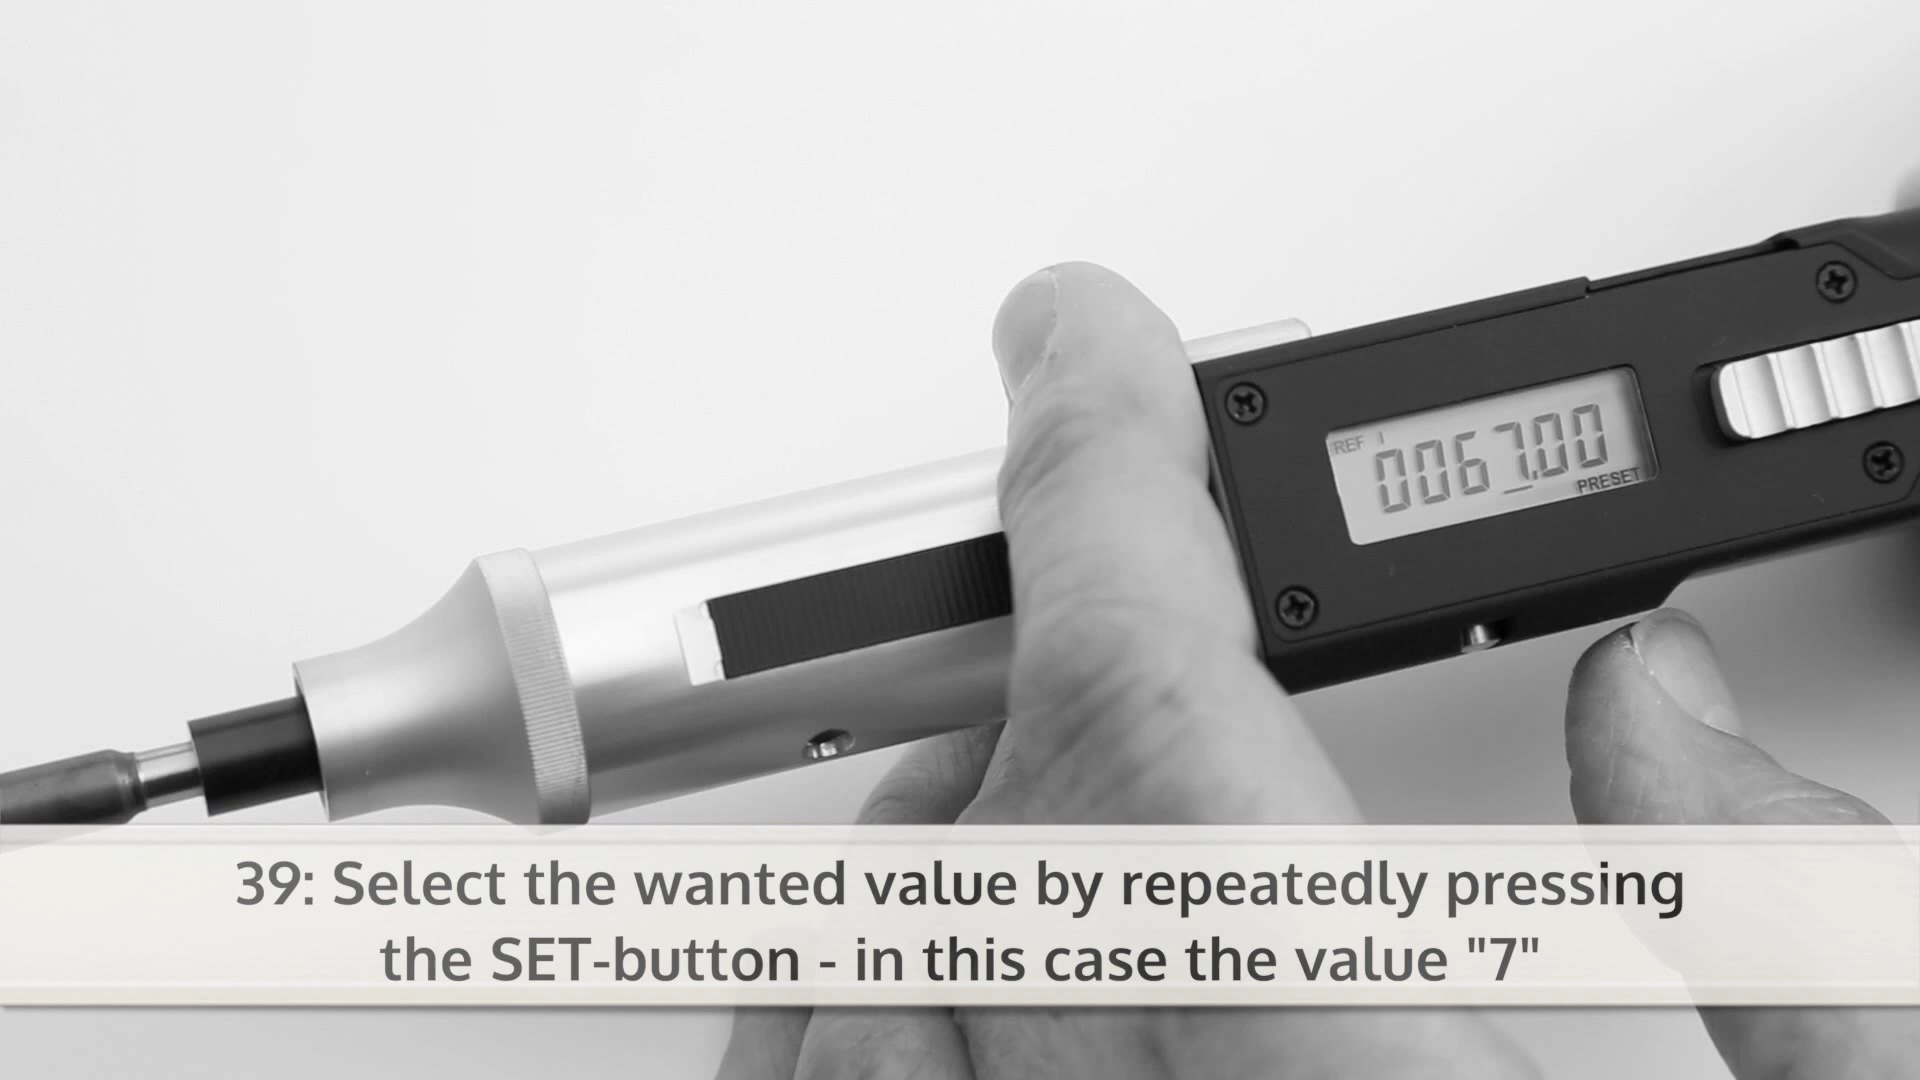 REF I
0067.00
PRESET
39: Select the wanted value by repeatedly pressing
the SET-button - in this case the value "7"